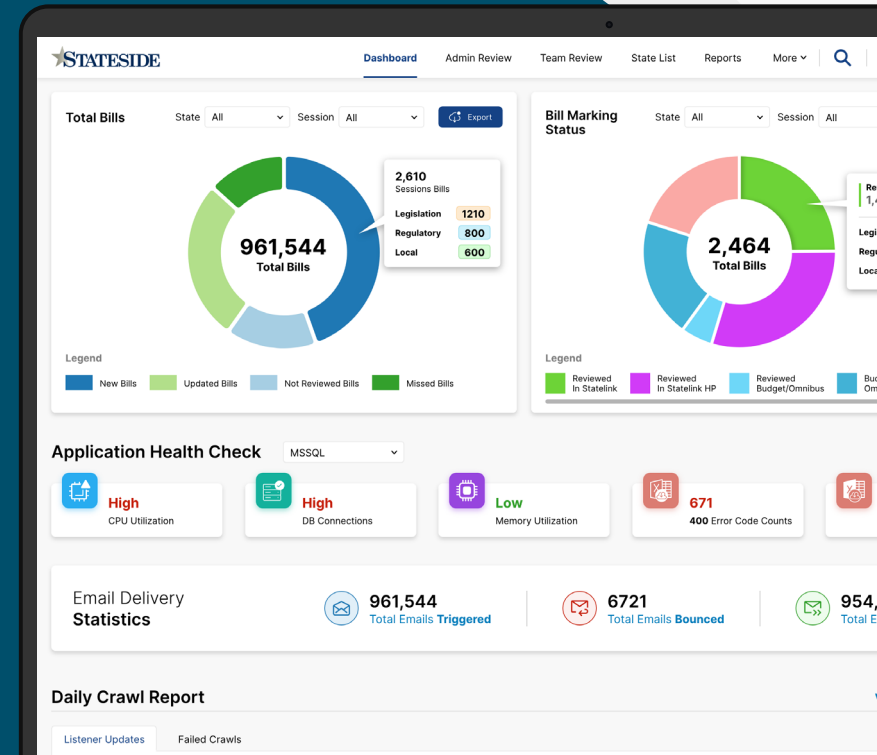 STATESIDE
Dashboard
Admin Review
Team Review
State List
Reports
More
Total Bills
State All
Session All
Export
961,544
Total Bills
2,610
Sessions Bills
Legislation 1210
Regulatory 800
Local 600
Legend
New Bills
Updated Bills
Not Reviewed Bills
Missed Bills
Bill Marking
Status
State All
Session All
2,464
Total Bills
Legend
Reviewed
In Statelink
Reviewed
In Statelink HP
Reviewed
Budget/Omnibus
Application Health Check
MSSQL
High
CPU Utilization
High
DB Connections
Low
Memory Utilization
671
400 Error Code Counts
Email Delivery
Statistics
961,544
Total Emails Triggered
6721
Total Emails Bounced
954,
Total E
Daily Crawl Report
Listener Updates
Failed Crawls